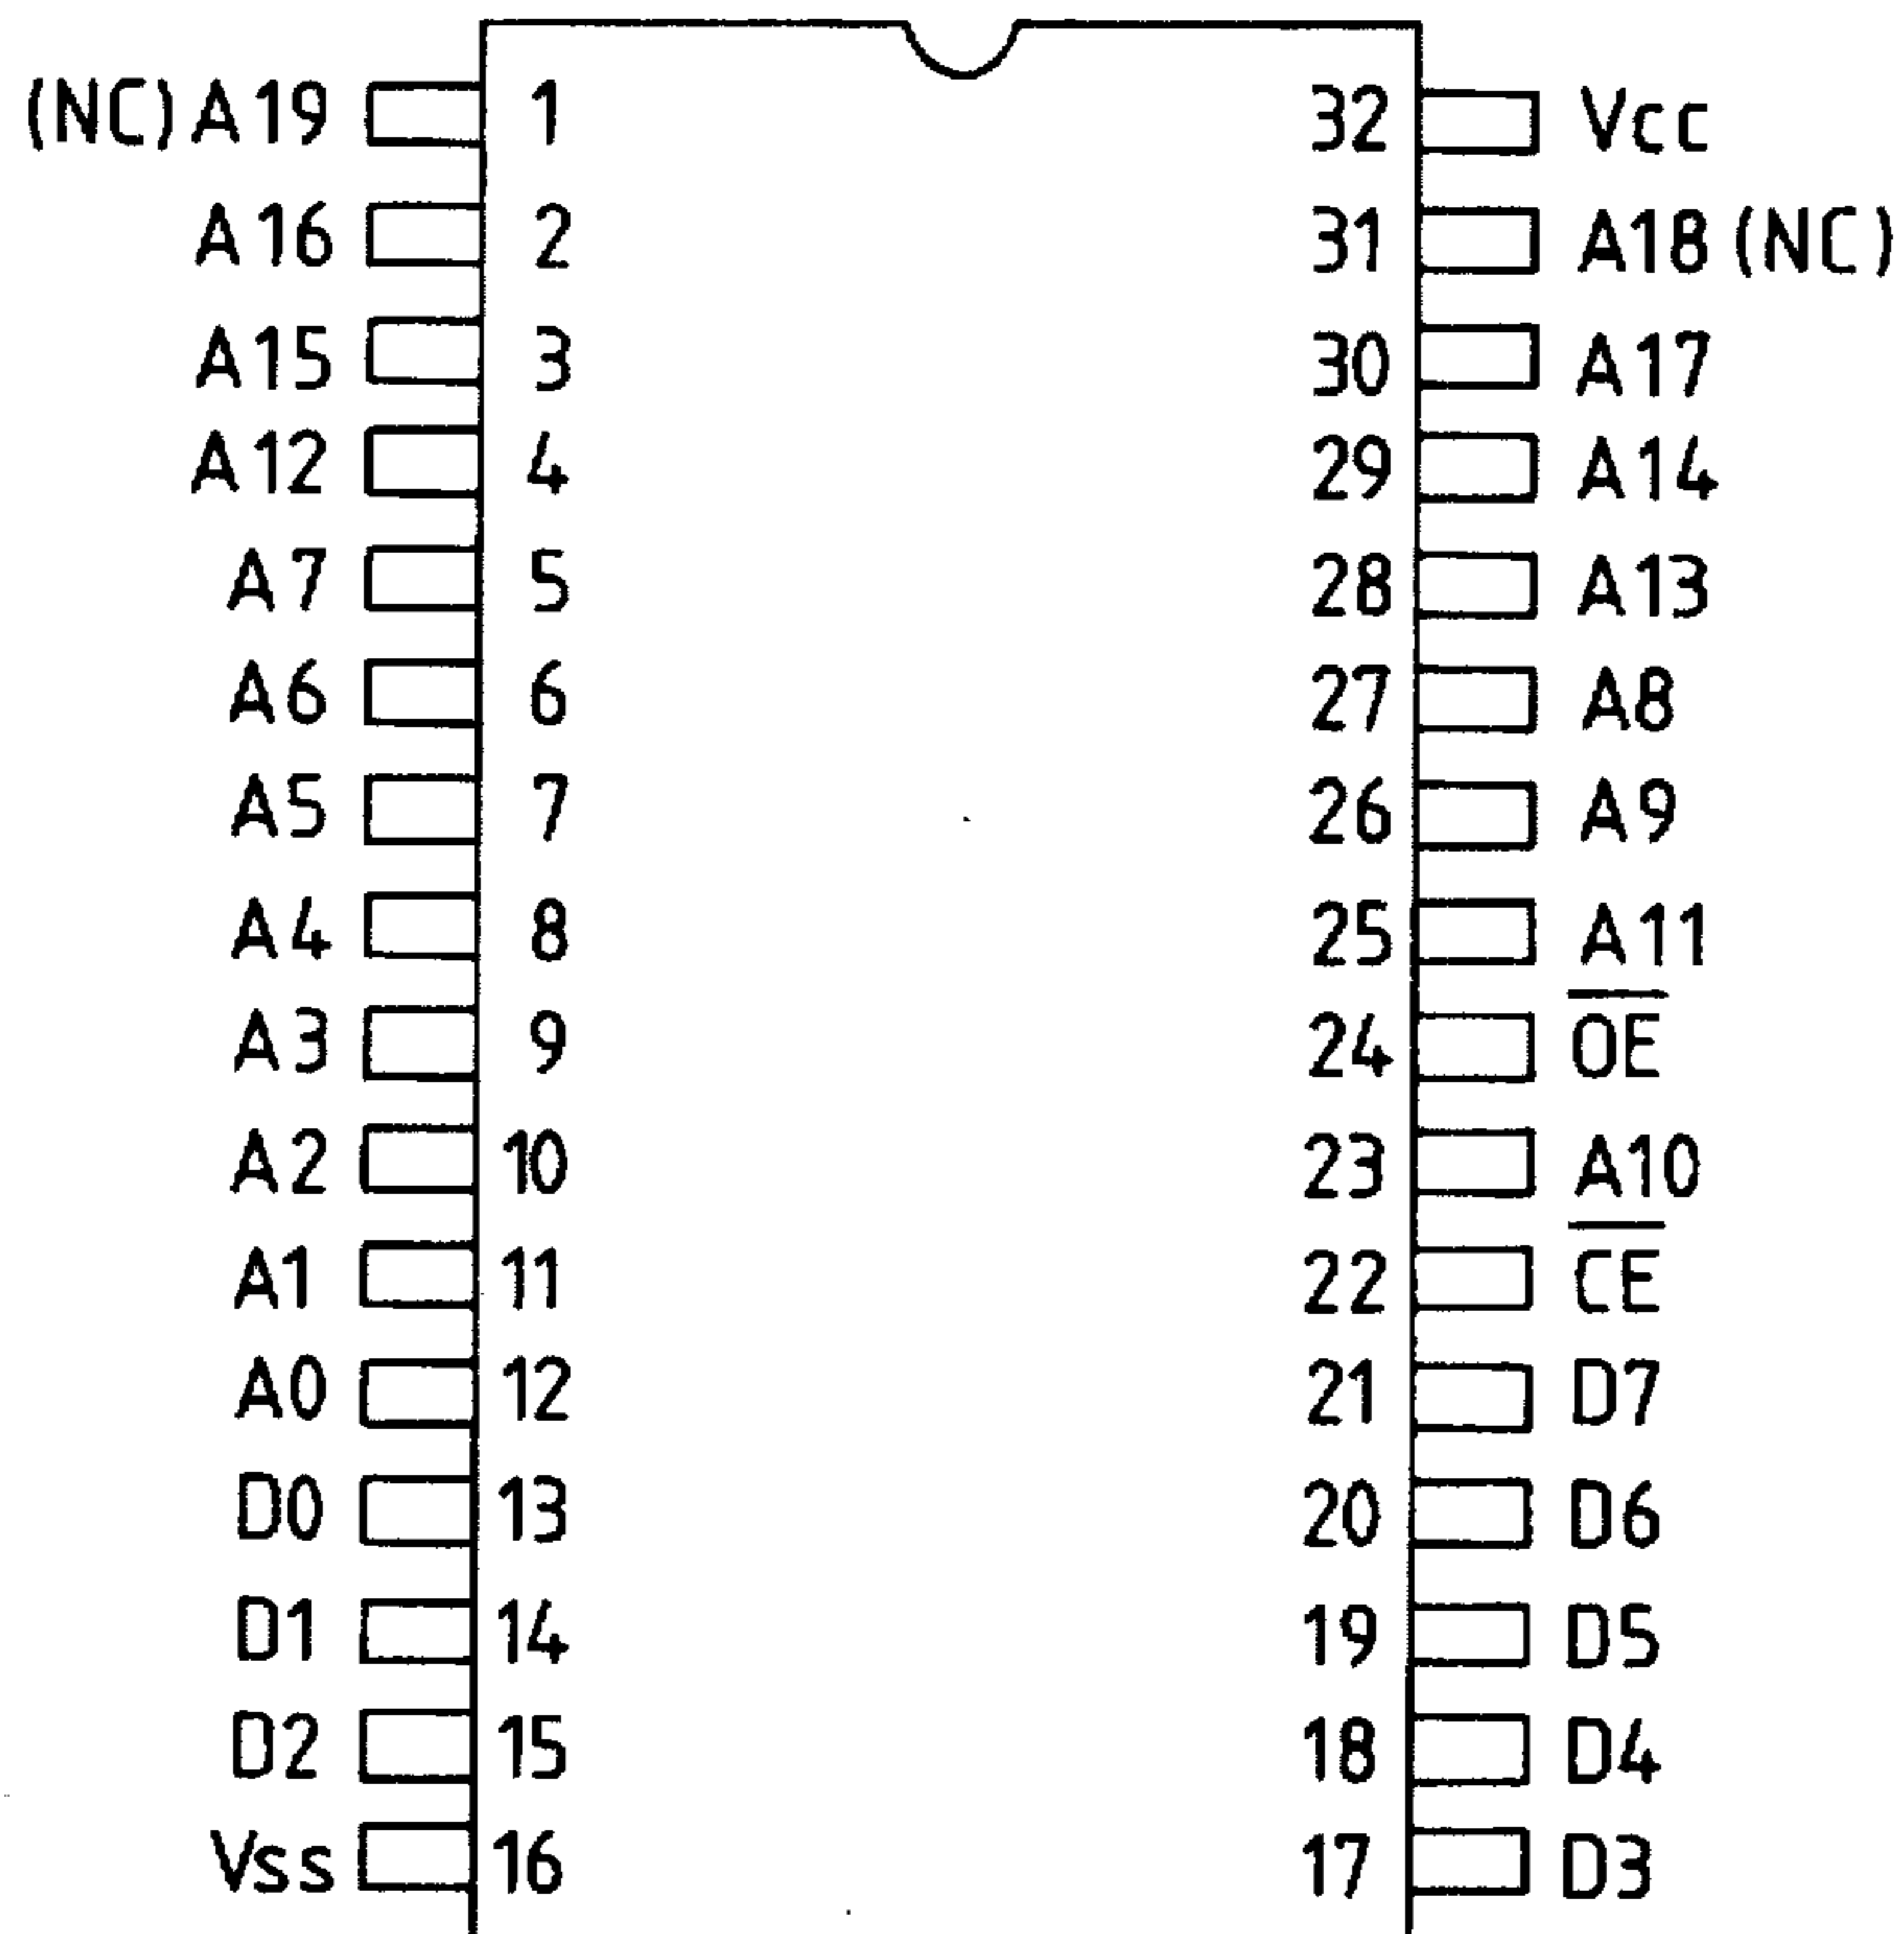 (NC) A19 1 32 Vcc
A16 2 31 A18 (NC)
A15 3 30 A17
A12 4 29 A14
A7 5 28 A13
A6 6 27 A8
A5 7 26 A9
A4 8 25 A11
A3 9 24 O̅E̅
A2 10 23 A10
A1 11 22 C̅E̅
A0 12 21 D7
D0 13 20 D6
D1 14 19 D5
D2 15 18 D4
Vss 16 17 D3